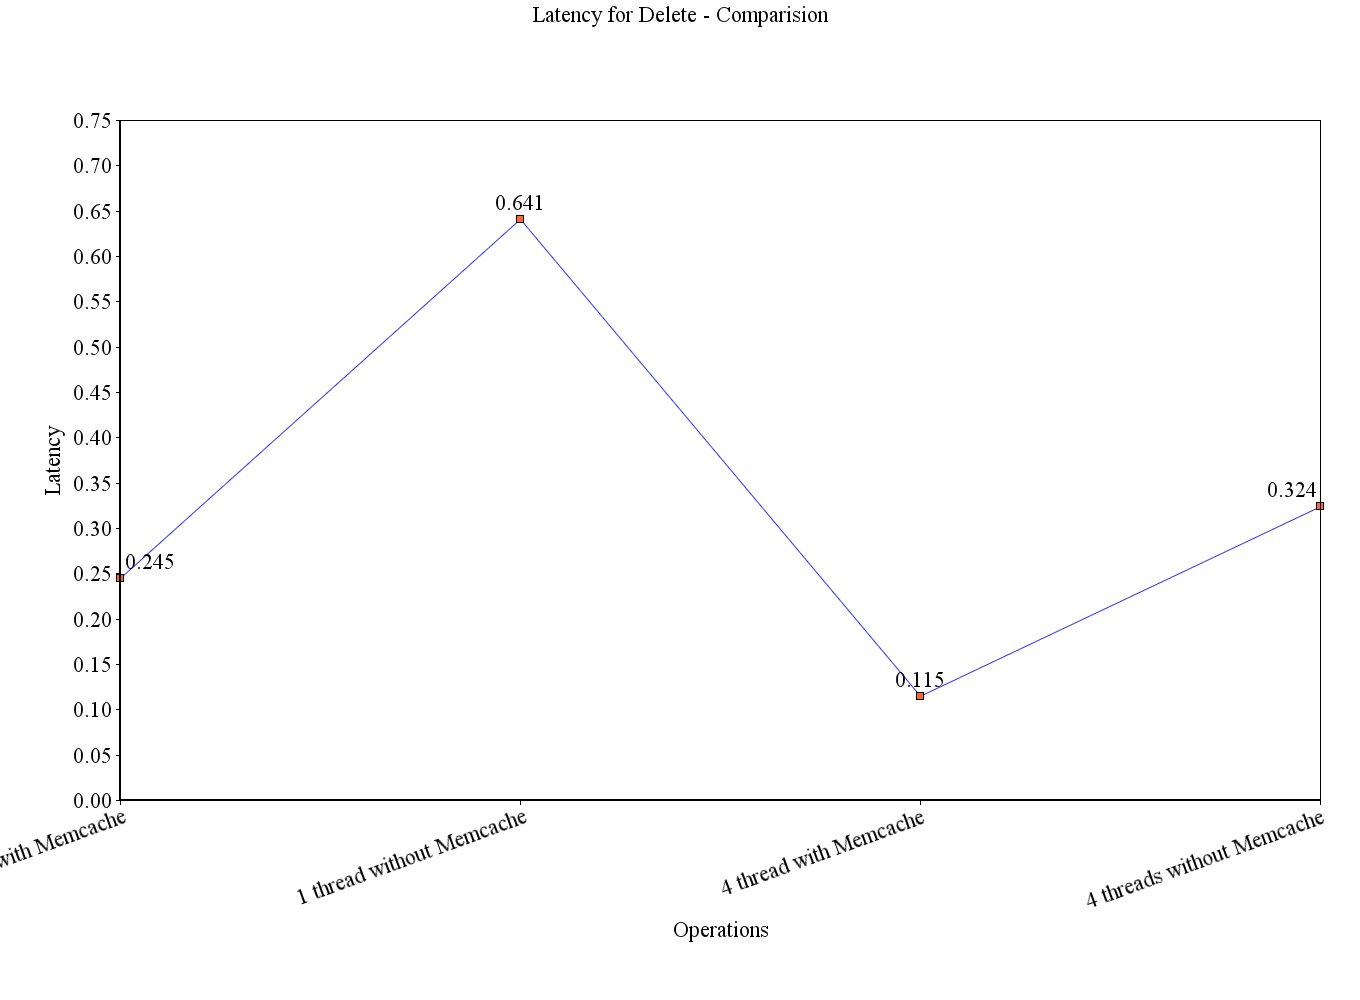 Latency for Delete - Comparision
0.75
0.70
0.65
0.60
0.55
0.50
0.45
0.40
0.35
0.30
0.25
0.20
0.15
0.10
0.05
0.00
Latency
0.245
0.641
0.115
0.324
with Memcache
1 thread without Memcache
4 thread with Memcache
4 threads without Memcache
Operations